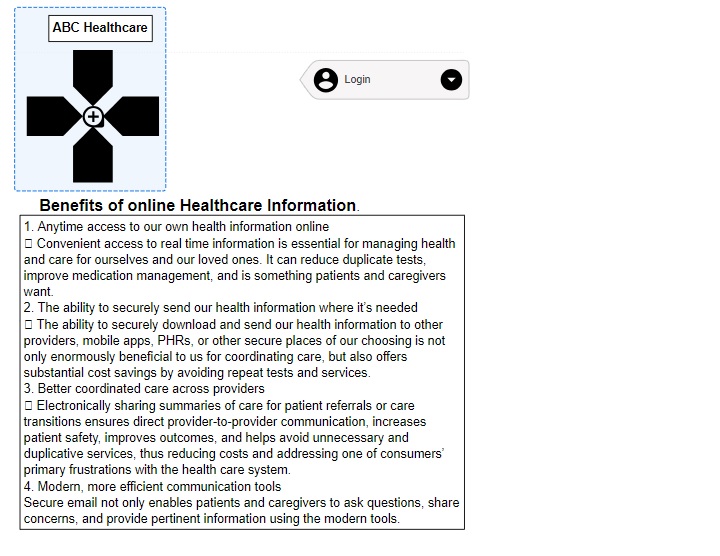 ABC Healthcare
Login
Benefits of online Healthcare Information.
1. Anytime access to our own health information online
 Convenient access to real time information is essential for managing health
and care for ourselves and our loved ones. It can reduce duplicate tests,
improve medication management, and is something patients and caregivers
want.
2. The ability to securely send our health information where it’s needed
 The ability to securely download and send our health information to other
providers, mobile apps, PHRs, or other secure places of our choosing is not
only enormously beneficial to us for coordinating care, but also offers
substantial cost savings by avoiding repeat tests and services.
3. Better coordinated care across providers
 Electronically sharing summaries of care for patient referrals or care
transitions ensures direct provider-to-provider communication, increases
patient safety, improves outcomes, and helps avoid unnecessary and
duplicative services, thus reducing costs and addressing one of consumers’
primary frustrations with the health care system.
4. Modern, more efficient communication tools
Secure email not only enables patients and caregivers to ask questions, share
concerns, and provide pertinent information using the modern tools.